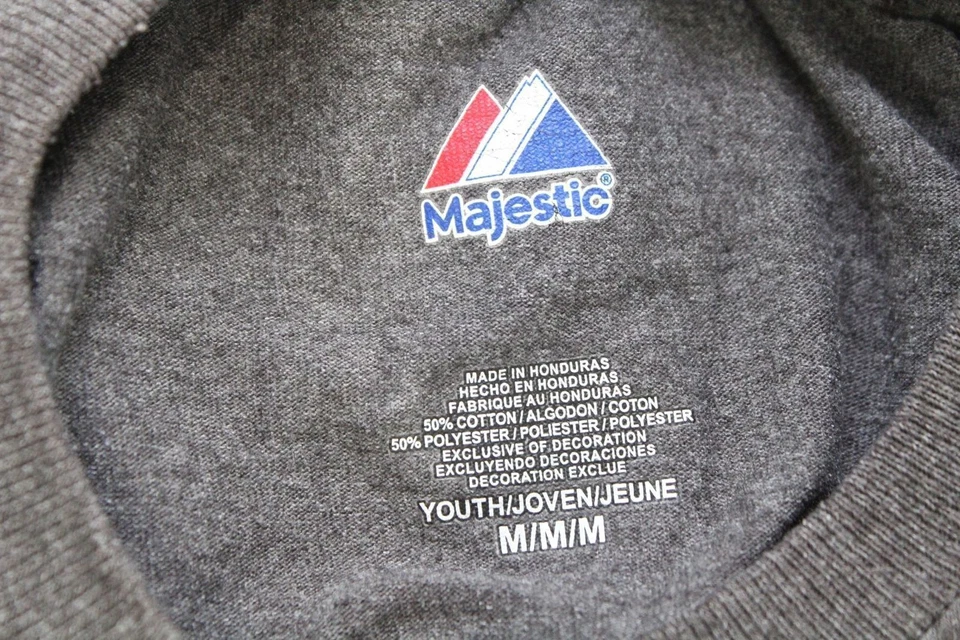 Majestic®
MADE IN HONDURAS
HECHO EN HONDURAS
FABRIQUE AU HONDURAS
50% COTTON / ALGODON / COTON
50% POLYESTER / POLIESTER / POLYESTER
EXCLUSIVE OF DECORATION
EXCLUYENDO DECORACIONES
DECORATION EXCLUE
YOUTH/JOVEN/JEUNE
M/M/M